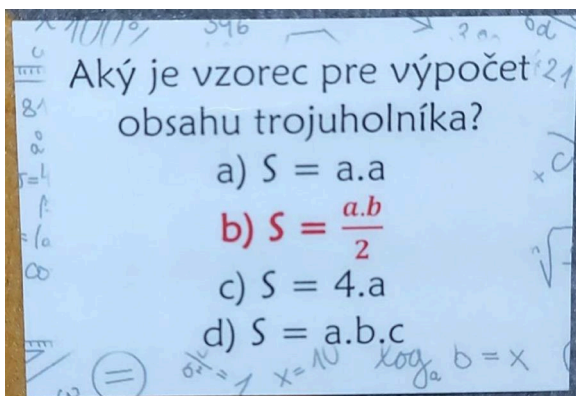 Aký je vzorec pre výpočet
obsahu trojuholníka?
a) S = a.a
b) S = a.b/2
c) S = 4.a
d) S = a.b.c
x = 10
log_a b = x